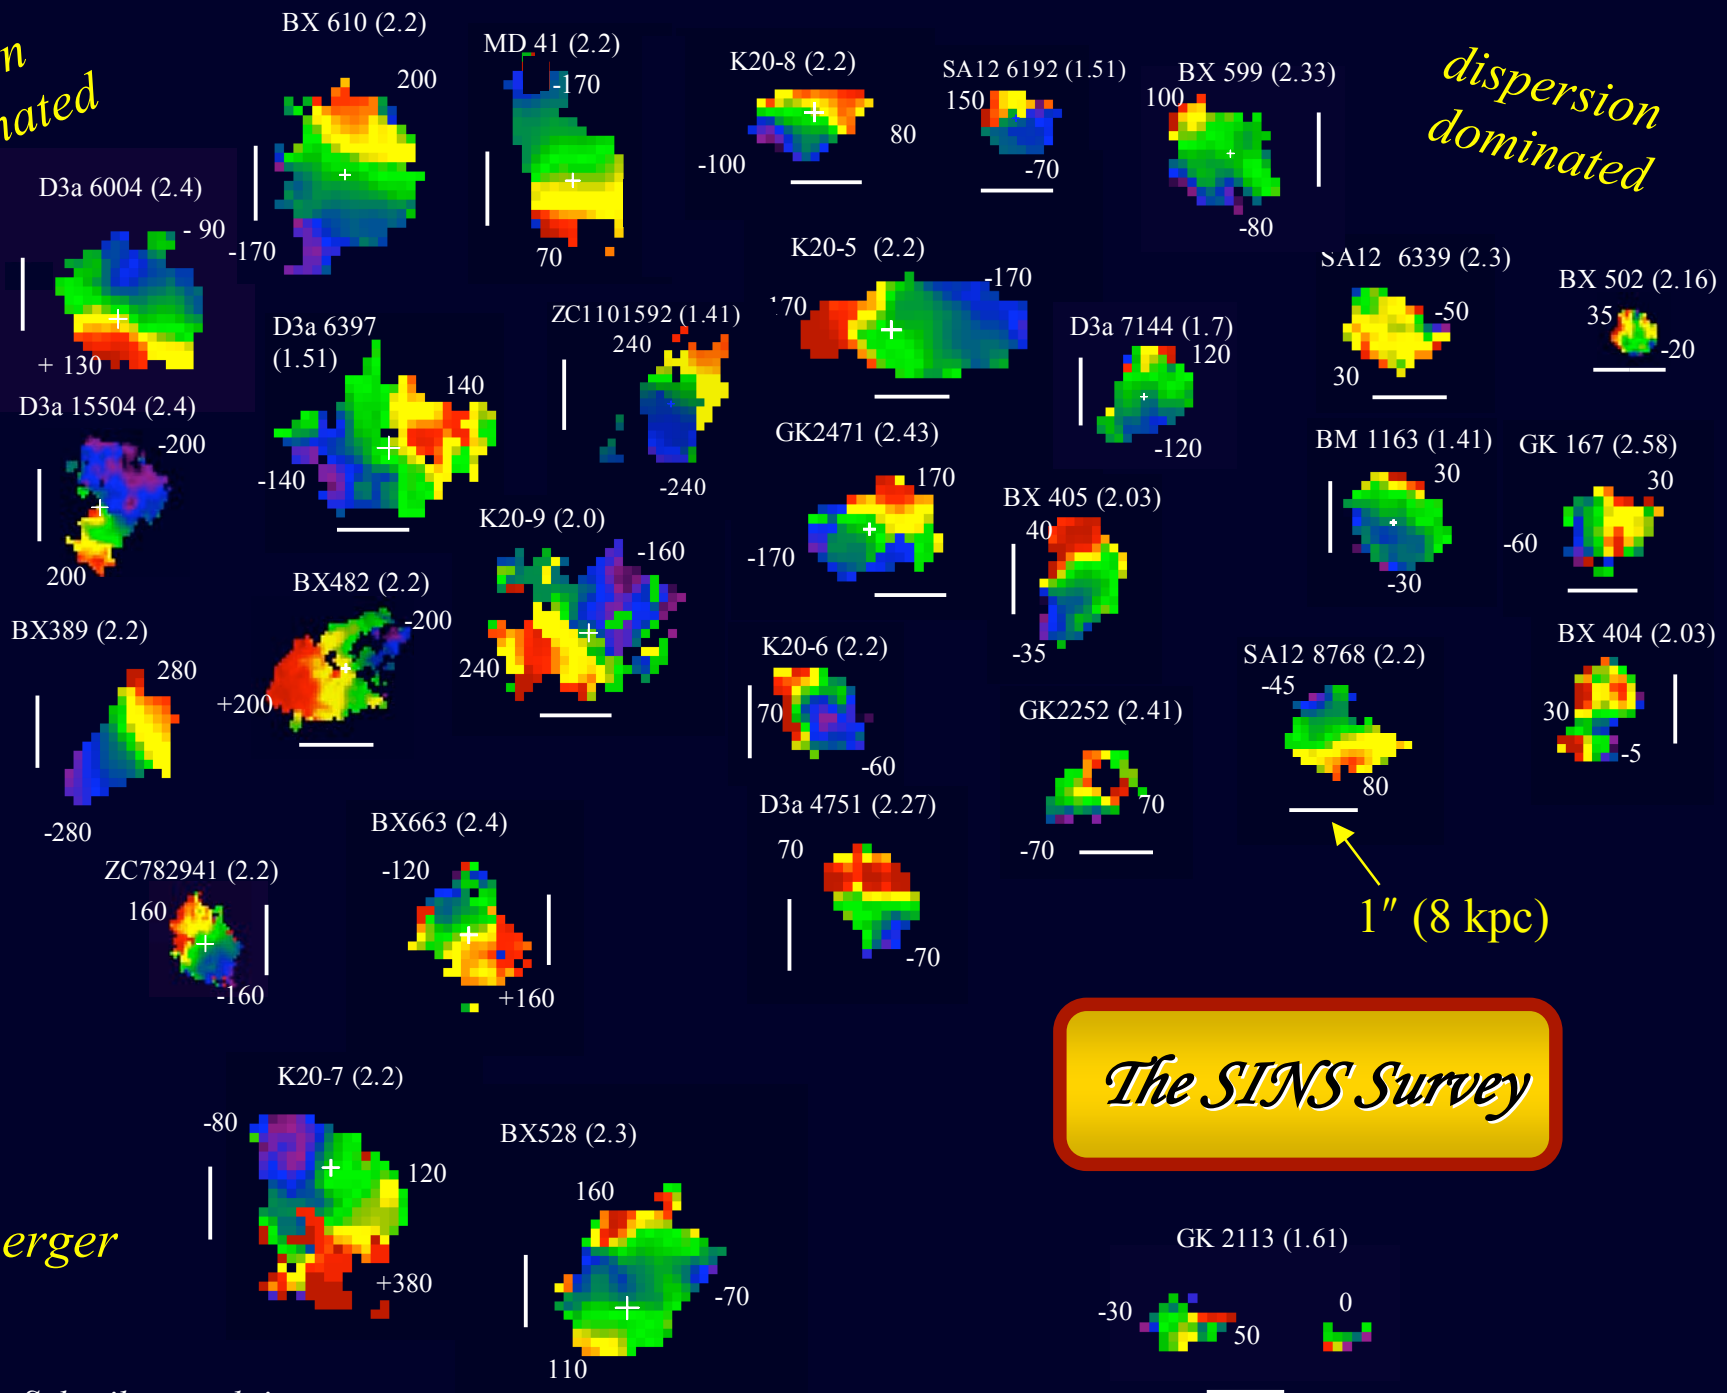 BX 610 (2.2)
200
-170
MD 41 (2.2)
-170
70
K20-8 (2.2)
80
-100
SA12 6192 (1.51)
150
-70
BX 599 (2.33)
100
-80
dispersion
dominated
D3a 6004 (2.4)
- 90
+ 130
K20-5 (2.2)
-170
SA12 6339 (2.3)
-50
30
BX 502 (2.16)
35
-20
D3a 6397
(1.51)
140
-140
ZC1101592 (1.41)
240
-240
D3a 7144 (1.7)
120
-120
D3a 15504 (2.4)
-200
200
GK2471 (2.43)
170
-170
BM 1163 (1.41)
30
-30
GK 167 (2.58)
30
-60
BX 405 (2.03)
40
-35
K20-9 (2.0)
-160
240
BX482 (2.2)
-200
+200
BX389 (2.2)
280
-280
K20-6 (2.2)
70
-60
SA12 8768 (2.2)
-45
80
BX 404 (2.03)
30
-5
GK2252 (2.41)
70
-70
D3a 4751 (2.27)
70
-70
BX663 (2.4)
-120
+160
ZC782941 (2.2)
160
-160
1″ (8 kpc)
The SINS Survey
K20-7 (2.2)
-80
120
+380
BX528 (2.3)
160
-70
110
erger
GK 2113 (1.61)
-30
50
0